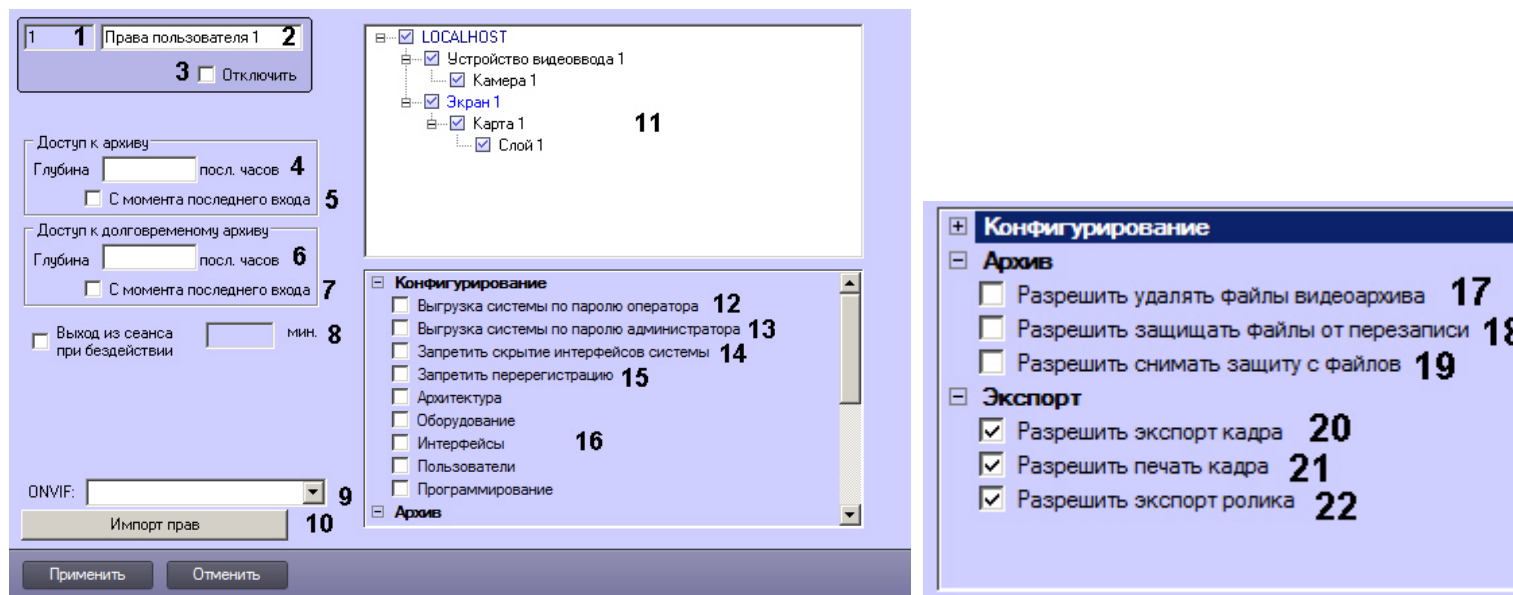 1 1 Права пользователя 1 2
3 Отключить
Доступ к архиву
Глубина посл. часов 4
С момента последнего входа 5
Доступ к долговременому архиву
Глубина посл. часов 6
С момента последнего входа 7
Выход из сеанса мин. 8
при бездействии
ONVIF: 9
Импорт прав 10
Применить Отменить
LOCALHOST
Устройство видеоввода 1
Камера 1
Экран 1
Карта 1 11
Слой 1
Конфигурирование
Выгрузка системы по паролю оператора 12
Выгрузка системы по паролю администратора 13
Запретить скрытие интерфейсов системы 14
Запретить перерегистрацию 15
Архитектура
Оборудование
Интерфейсы 16
Пользователи
Программирование
Архив
Конфигурирование
Архив
Разрешить удалять файлы видеоархива 17
Разрешить защищать файлы от перезаписи 18
Разрешить снимать защиту с файлов 19
Экспорт
Разрешить экспорт кадра 20
Разрешить печать кадра 21
Разрешить экспорт ролика 22